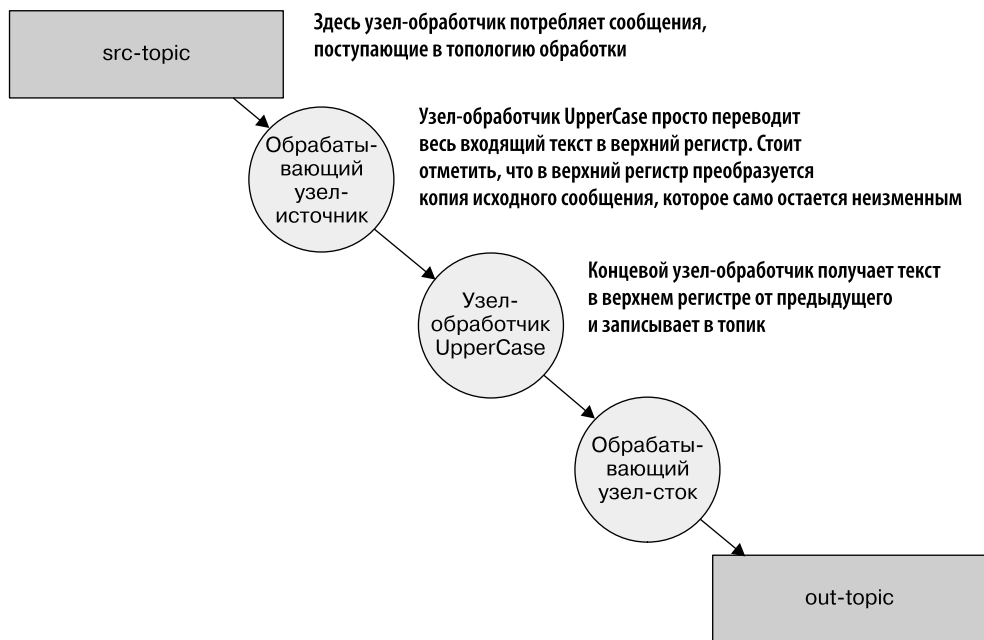 src-topic
Здесь узел-обработчик потребляет сообщения,
поступающие в топологию обработки
Обрабаты-
вающий
узел-
источник
Узел-обработчик UpperCase просто переводит
весь входящий текст в верхний регистр. Стоит
отметить, что в верхний регистр преобразуется
копия исходного сообщения, которое само остается неизменным
Узел-
обработчик
UpperCase
Концевой узел-обработчик получает текст
в верхнем регистре от предыдущего
и записывает в топик
Обрабаты-
вающий
узел-сток
out-topic